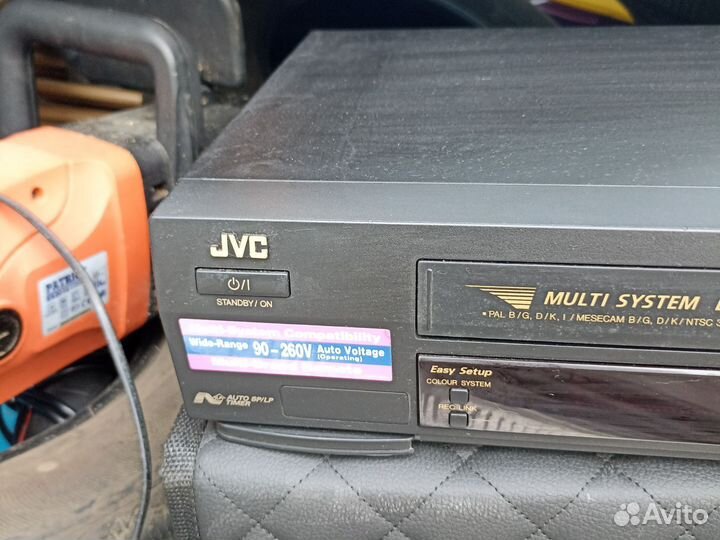 JVC
STANDBY/ON
Multi-System Compatibility
Wide-Range 90-260V Auto Voltage
(Operating)
AUTO SP/LP
TIMER
MULTI SYSTEM
• PAL B/G, D/K, I / MESECAM B/G, D/K/NTSC
Easy Setup
COLOUR SYSTEM
REC LINK
Avito